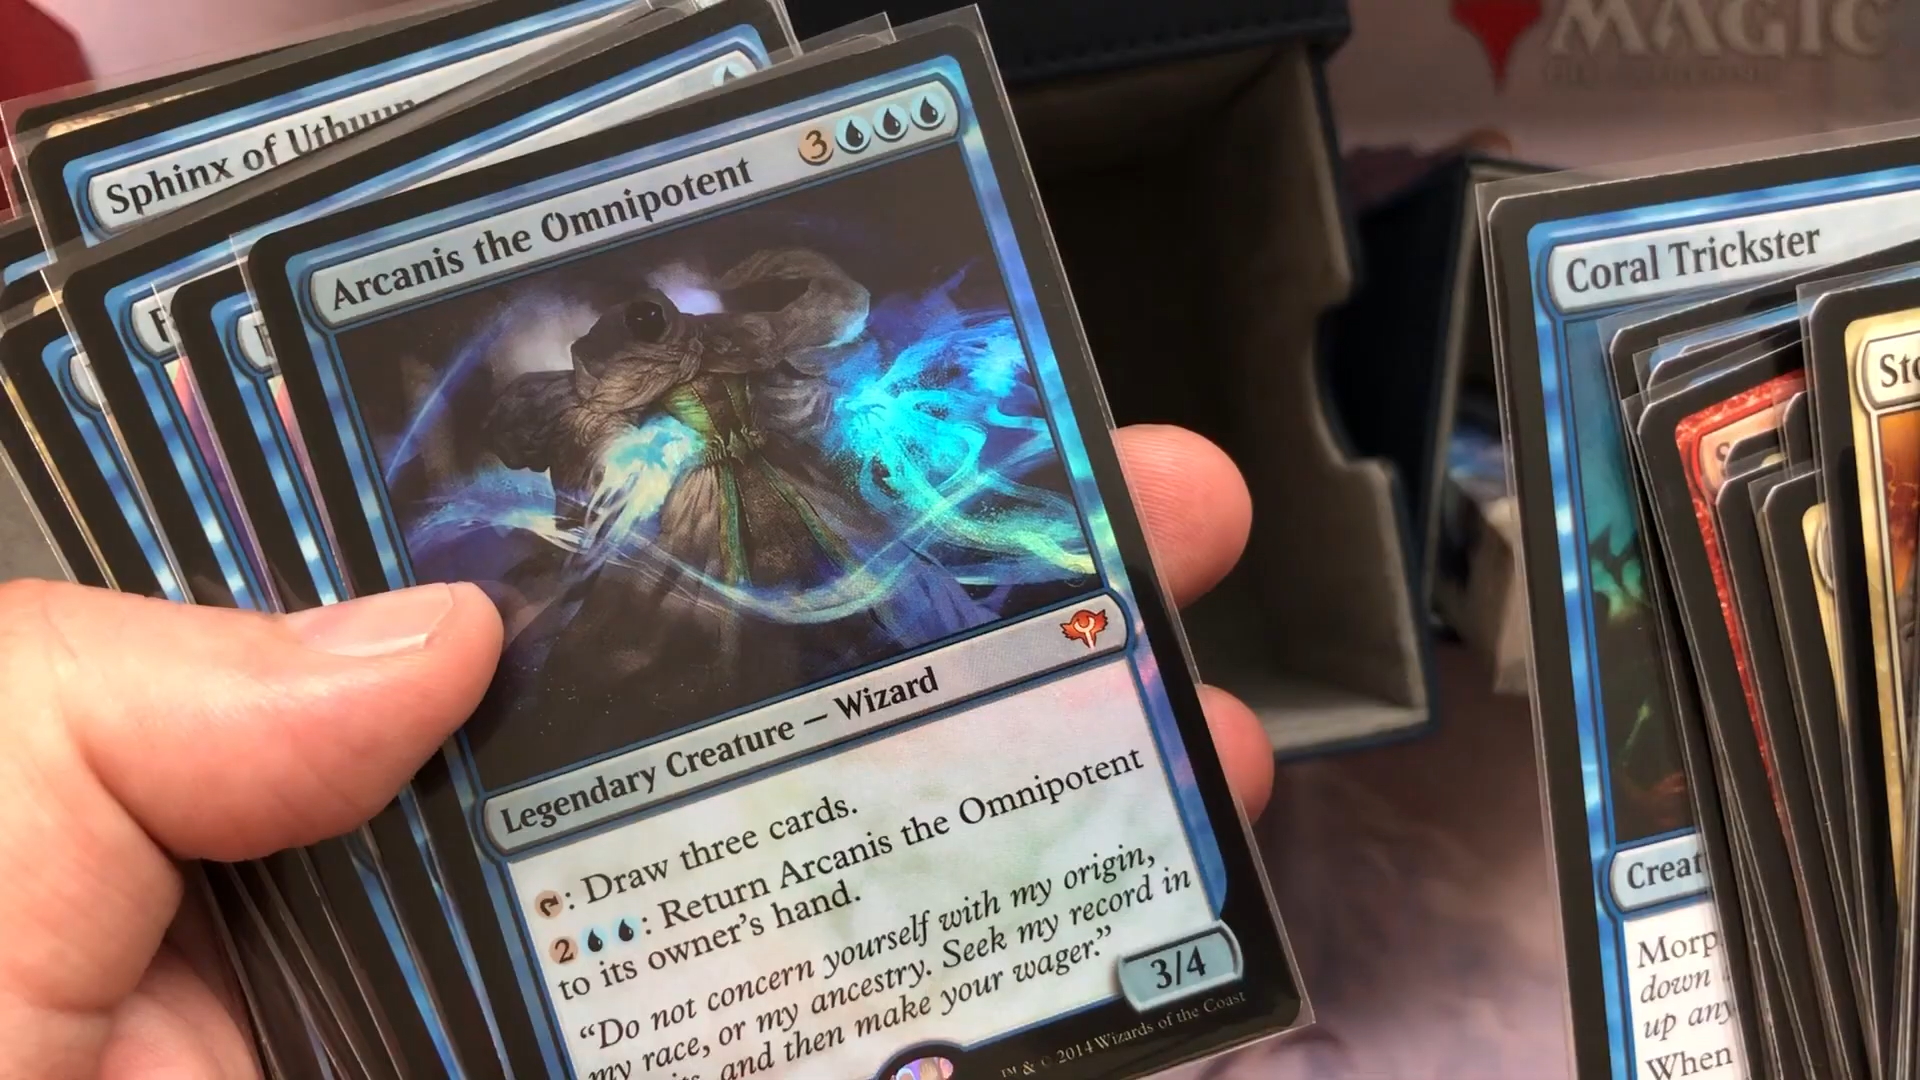 MAGIC
Sphinx of Uthuun
Arcanis the Omnipotent
3
Legendary Creature — Wizard
: Draw three cards.
2 : Return Arcanis the Omnipotent
to its owner's hand.
“Do not concern yourself with my origin,
my race, or my ancestry. Seek my record in
and then make your wager.”
3/4
™ & © 2014 Wizards of the Coast
Coral Trickster
Creat
Morp
down
up any
When
Sto